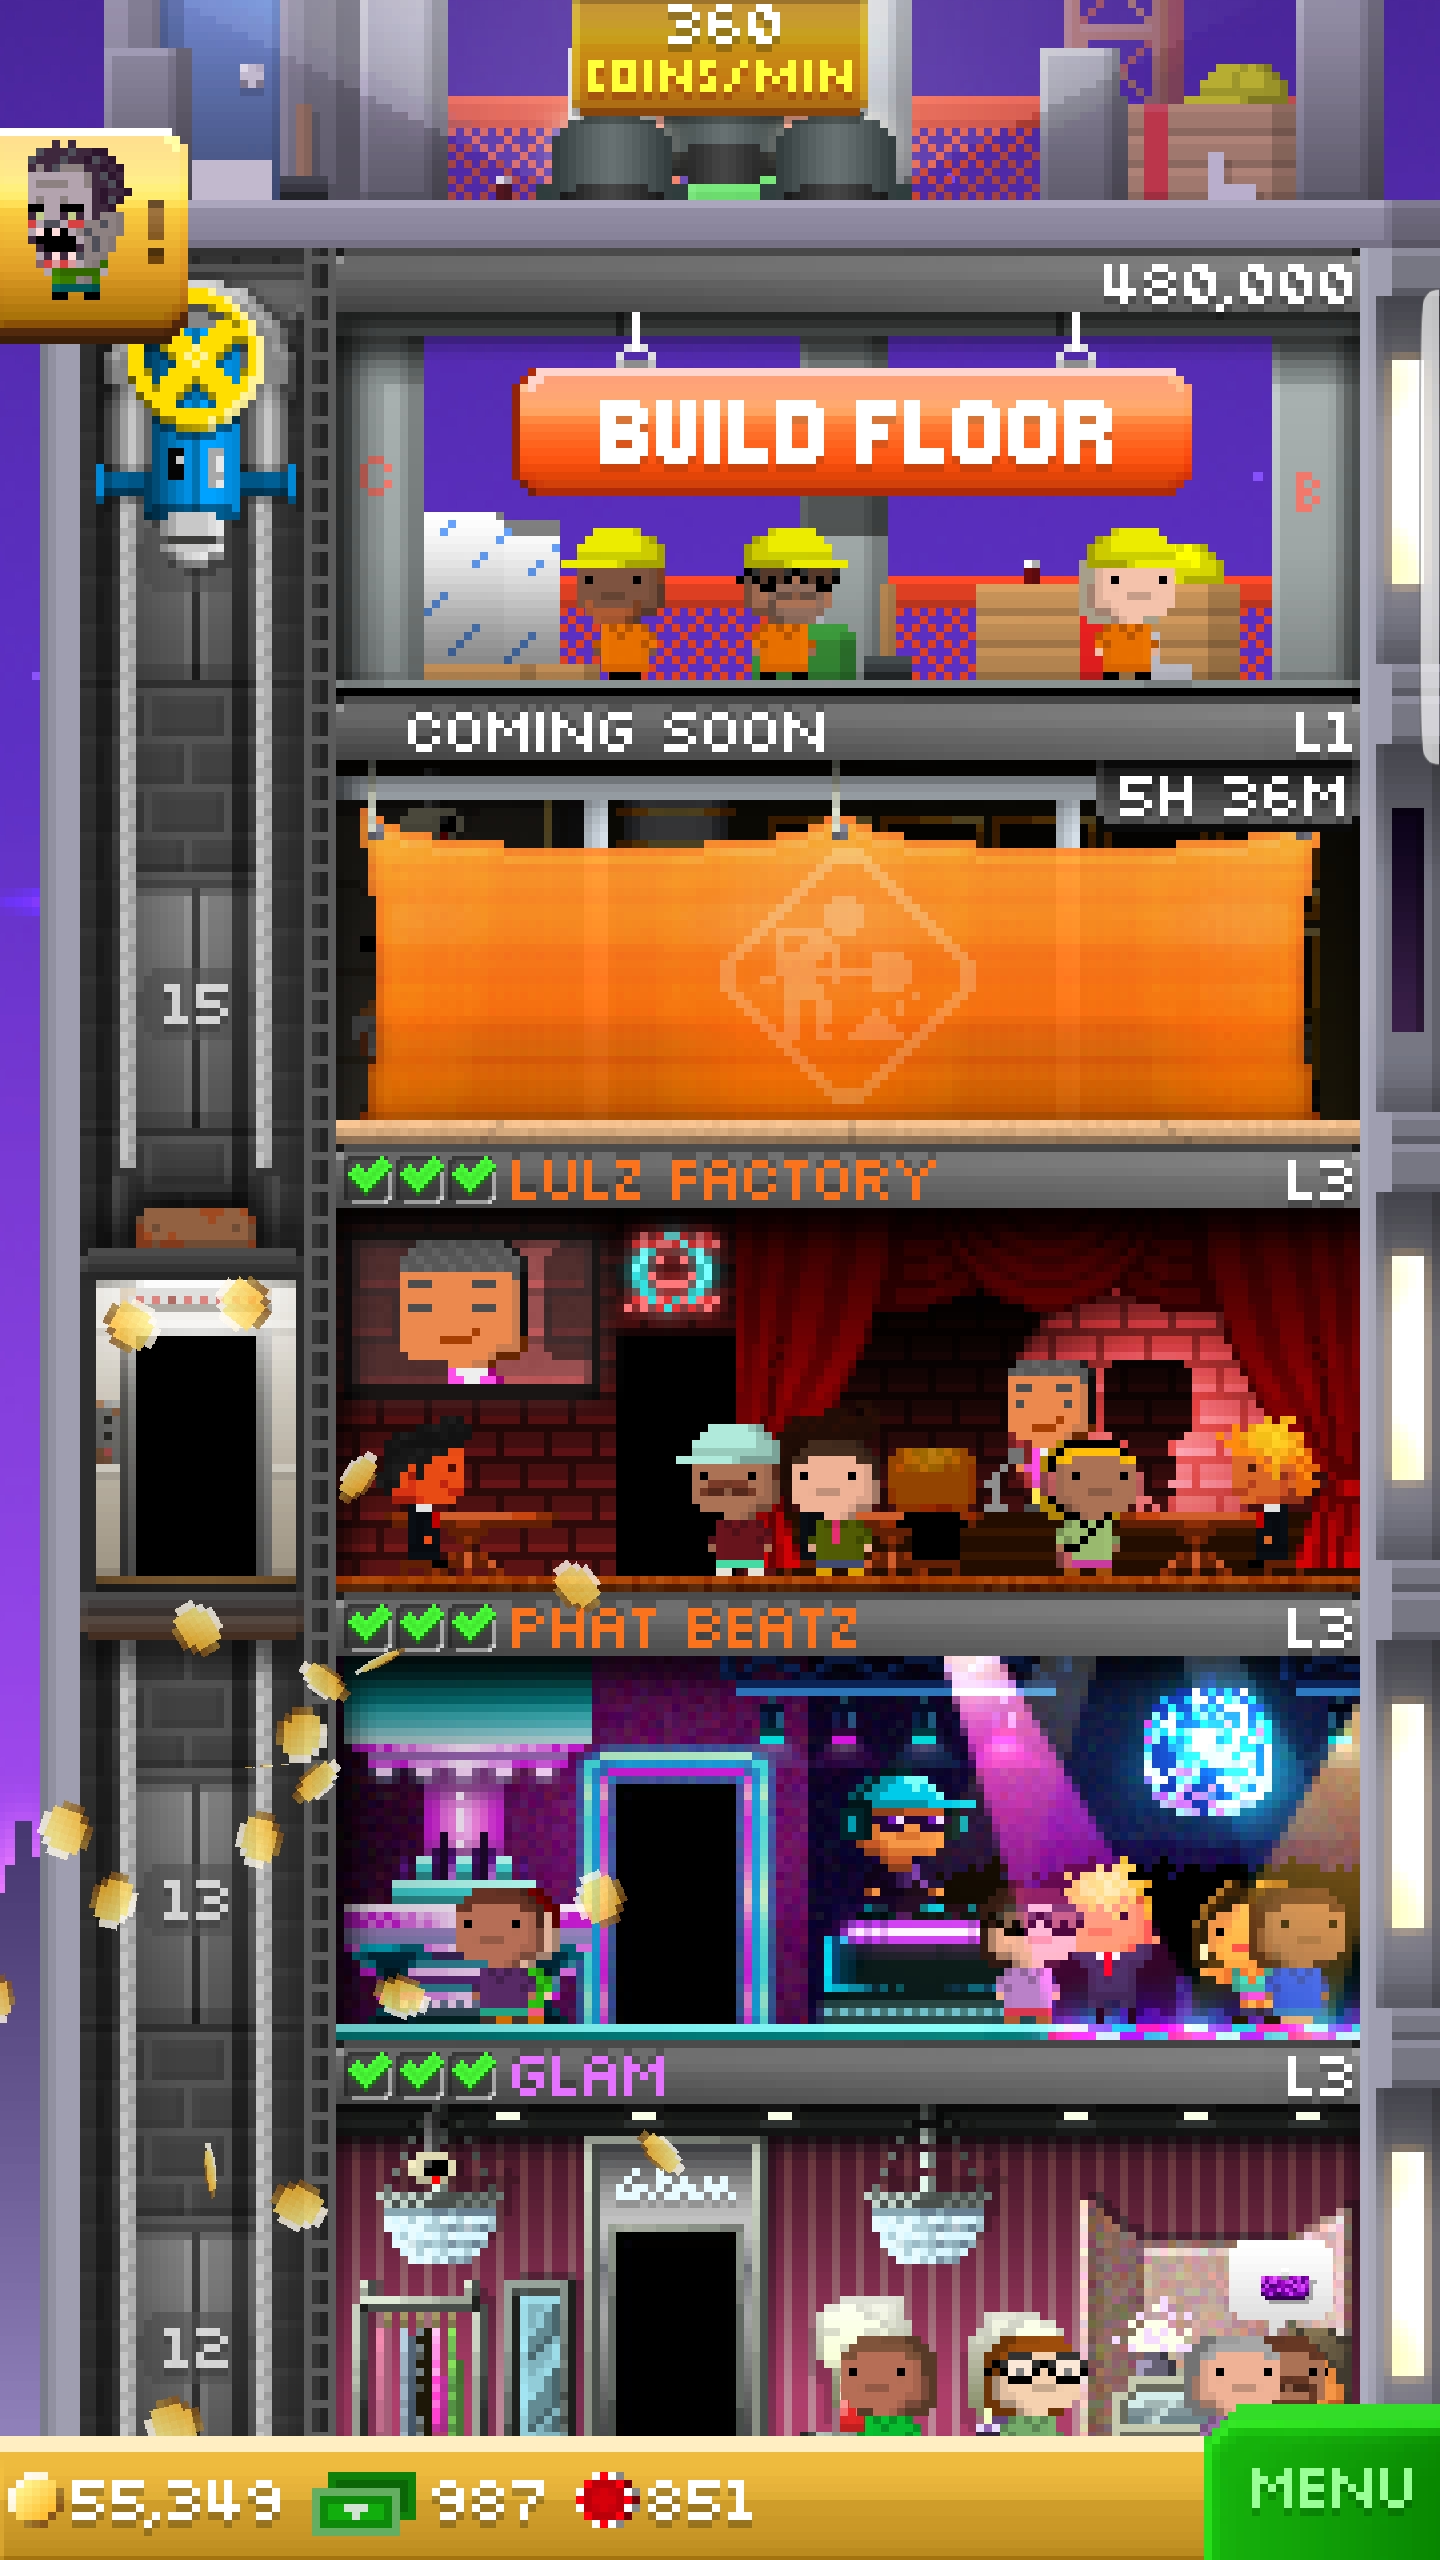 360
COINS/MIN
!
480,000
BUILD FLOOR
C
B
COMING SOON
L1
5H 36M
15
LULZ FACTORY
L3
PHAT BEATZ
L3
13
GLAM
L3
Glam
12
55,349
987
851
MENU